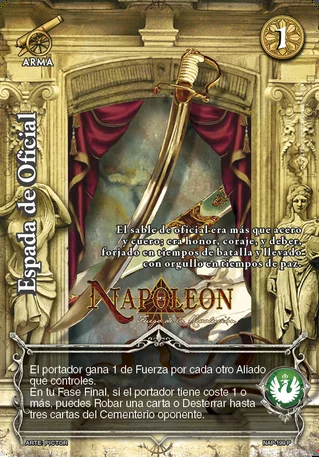 ARMA
1
Espada de Oficial
El sable de oficial era más que acero
y cuero; era honor, coraje, y deber,
forjado en tiempos de batalla y llevado
con orgullo en tiempos de paz.
NAPOLEÓN
El portador gana 1 de Fuerza por cada otro Aliado
que controles.
En tu Fase Final, si el portador tiene coste 1 o
más, puedes Robar una carta o Desterrar hasta
tres cartas del Cementerio oponente.
ARTE: PICTOR